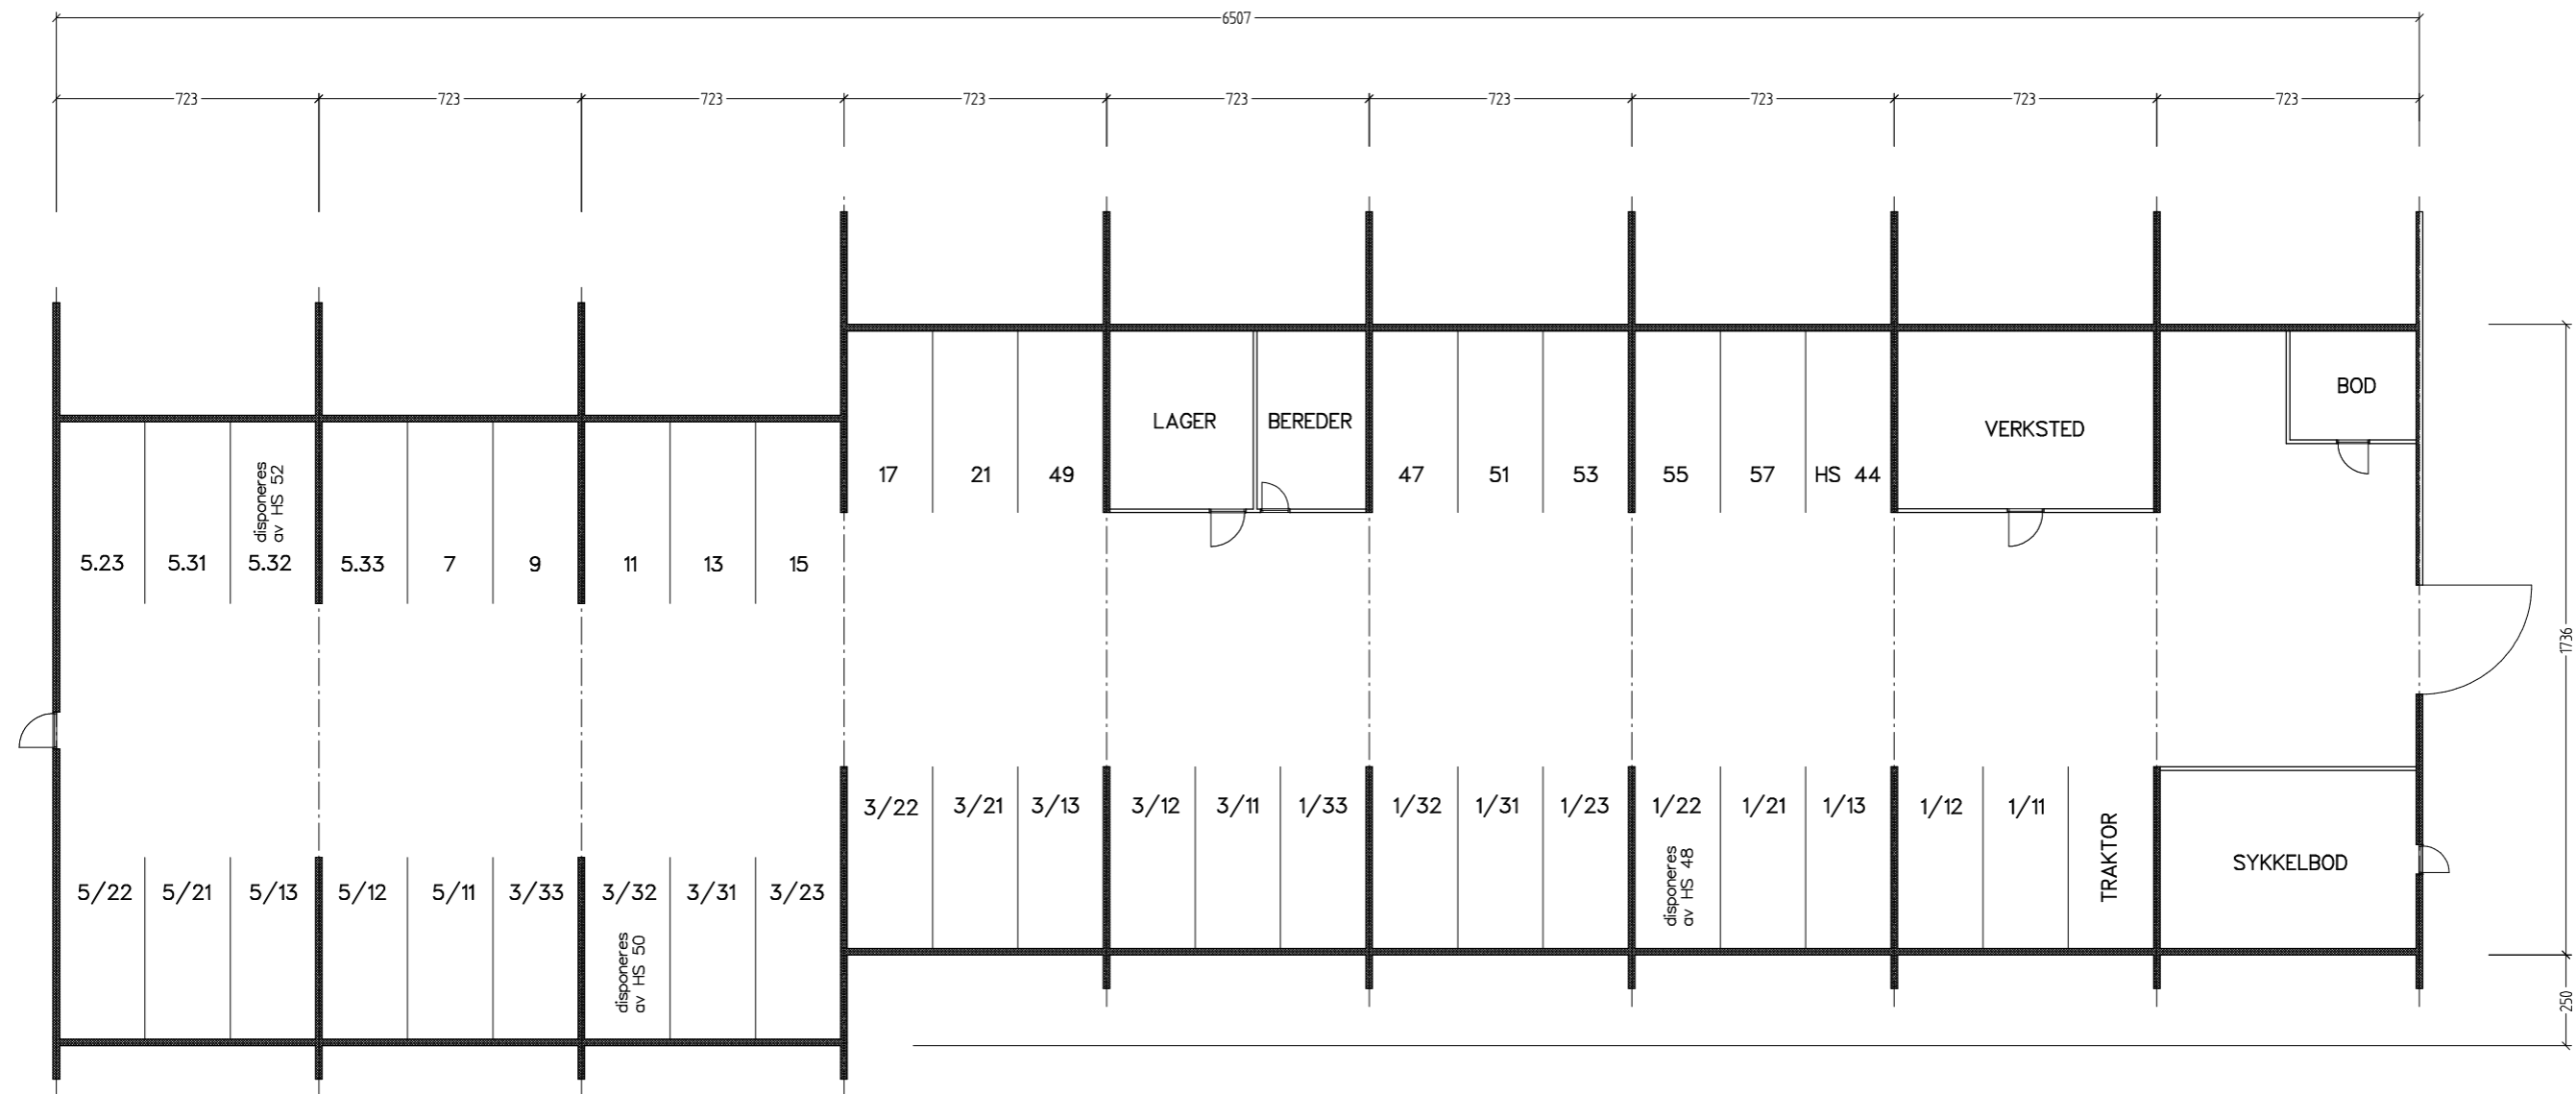 6507
723 723 723 723 723 723 723 723 723
BOD
LAGER BEREDER VERKSTED
17 21 49 47 51 53 55 57 HS 44
disponeres
av HS 52
5.23 5.31 5.32 5.33 7 9 11 13 15
1736
3/22 3/21 3/13 3/12 3/11 1/33 1/32 1/31 1/23 1/22 1/21 1/13 1/12 1/11
disponeres
av HS 48
TRAKTOR
SYKKELBOD
5/22 5/21 5/13 5/12 5/11 3/33 3/32 3/31 3/23
disponeres
av HS 50
250